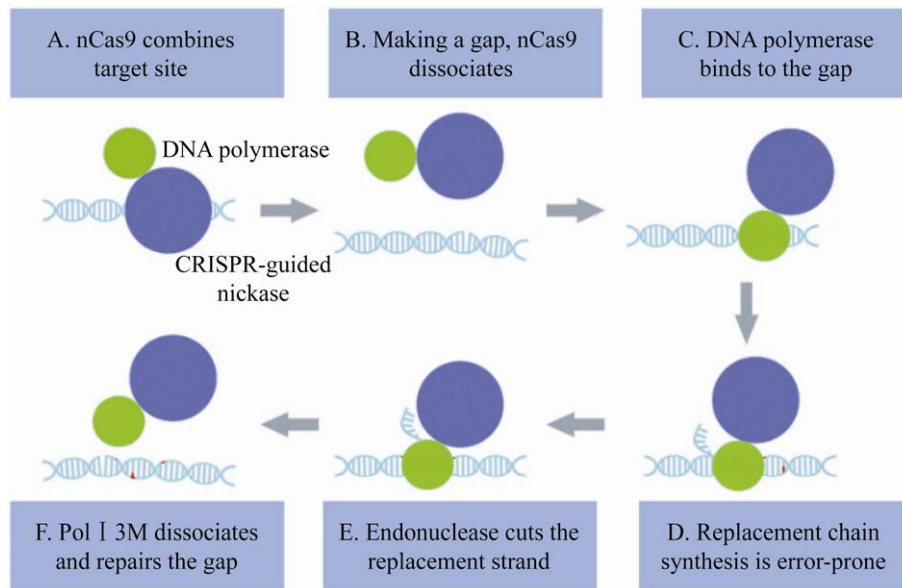 A. nCas9 combines
target site
B. Making a gap, nCas9
dissociates
C. DNA polymerase
binds to the gap
DNA polymerase
CRISPR-guided
nickase
F. Pol Ⅰ 3M dissociates
and repairs the gap
E. Endonuclease cuts the
replacement strand
D. Replacement chain
synthesis is error-prone